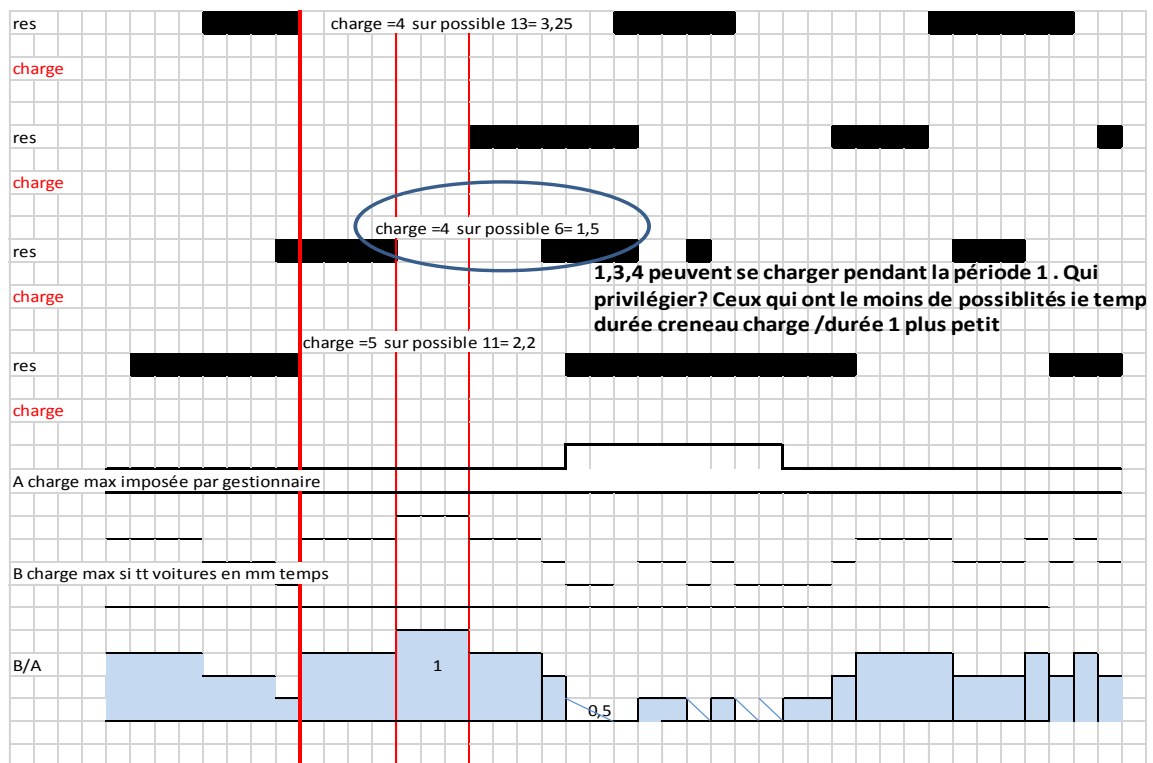 res
charge =4 sur possible 13= 3,25
charge
res
charge
charge =4 sur possible 6= 1,5
res
1,3,4 peuvent se charger pendant la période 1 . Qui
privilégier? Ceux qui ont le moins de possiblités ie temp
durée creneau charge /durée 1 plus petit
charge
charge =5 sur possible 11= 2,2
res
charge
A charge max imposée par gestionnaire
B charge max si tt voitures en mm temps
B/A
1
0,5